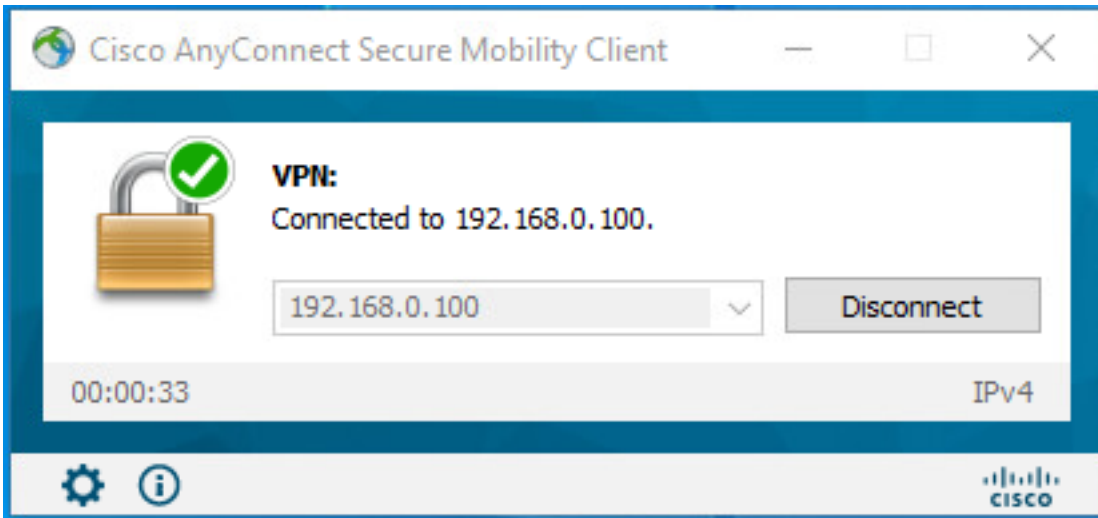 Cisco AnyConnect Secure Mobility Client
VPN:
Connected to 192.168.0.100.
192.168.0.100
Disconnect
00:00:33
IPv4
CISCO